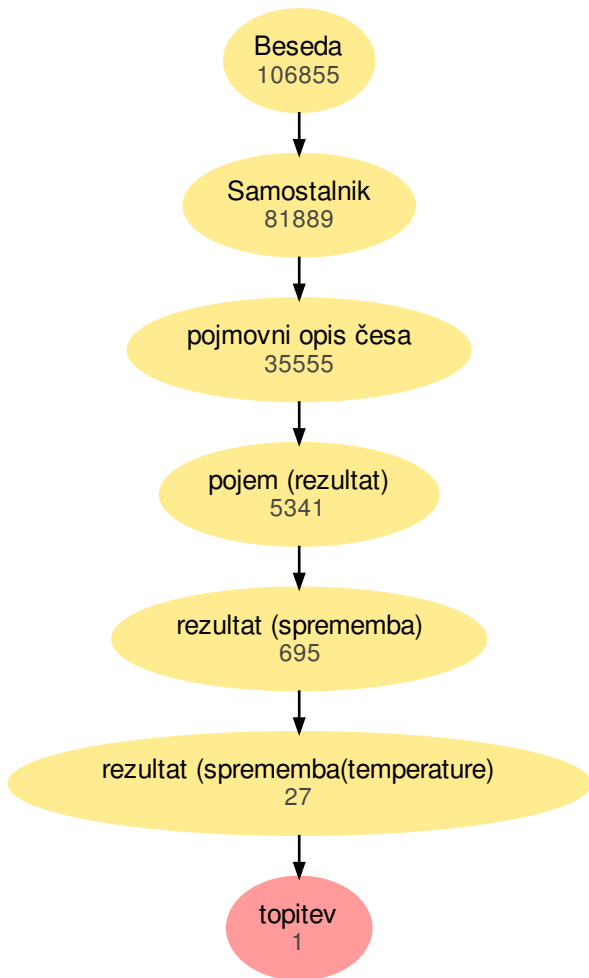 Beseda
106855
Samostalnik
81889
pojmovni opis česa
35555
pojem (rezultat)
5341
rezultat (sprememba)
695
rezultat (sprememba(temperature)
27
topitev
1